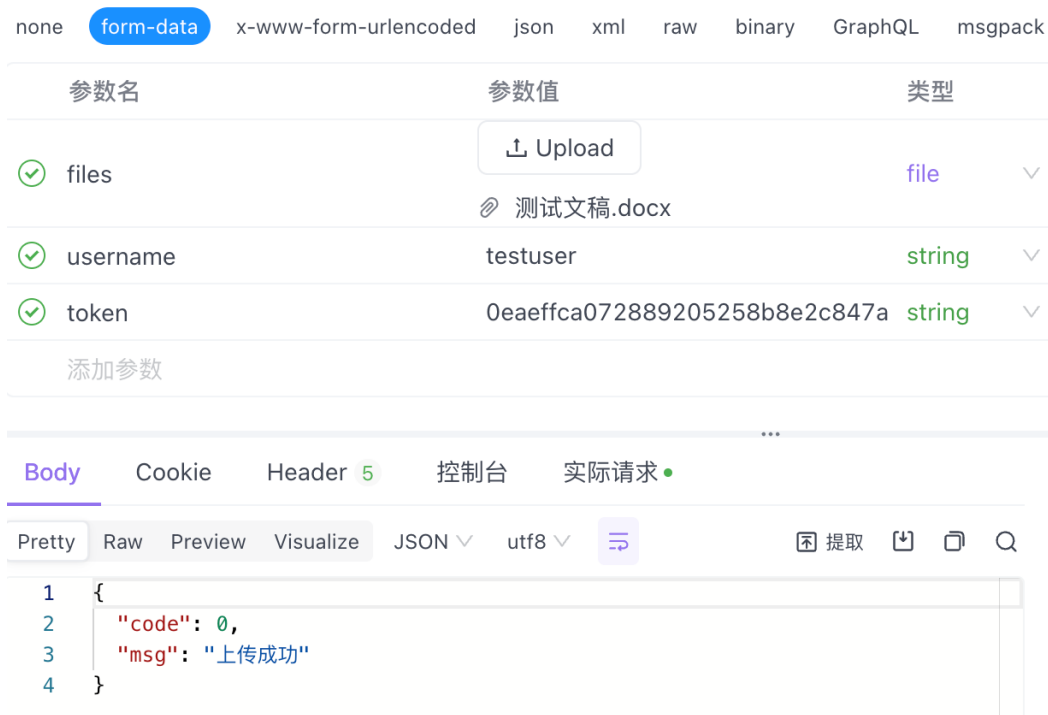 none form-data x-www-form-urlencoded json xml raw binary GraphQL msgpack
参数名 参数值 类型
Upload
files file
测试文稿.docx
username testuser string
token 0eaeffca072889205258b8e2c847a string
添加参数
Body Cookie Header 5 控制台 实际请求
Pretty Raw Preview Visualize JSON utf8 提取
1 {
2 "code": 0,
3 "msg": "上传成功"
4 }